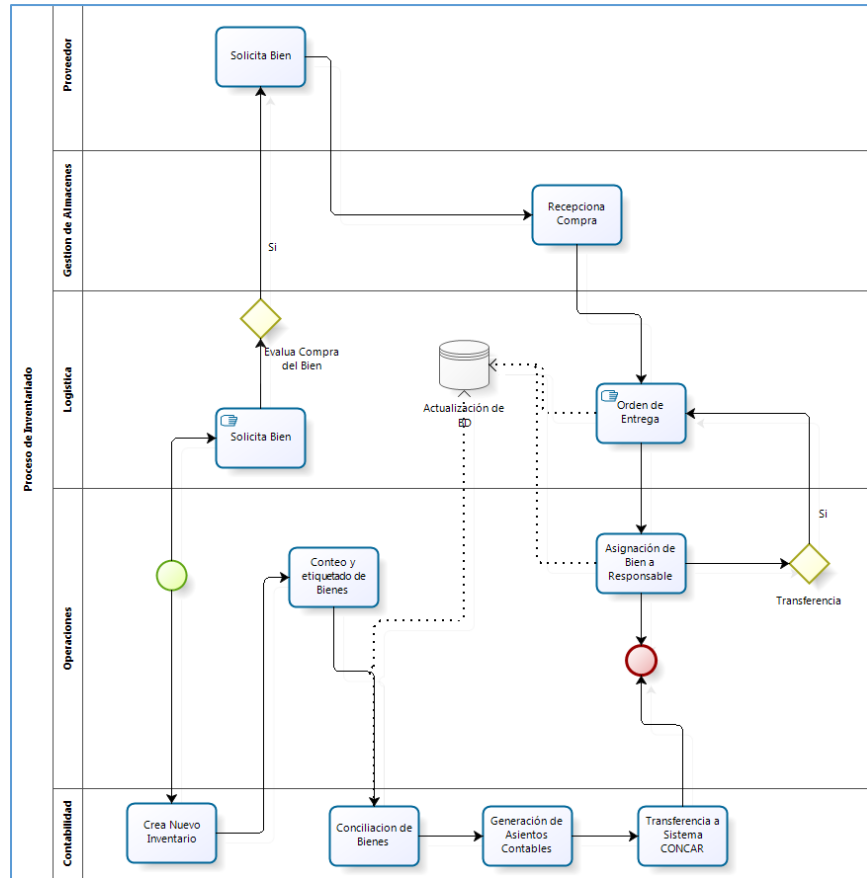 Proceso de Inventariado
Proveedor
Solicita Bien
Gestion de Almacenes
Recepciona
Compra
Si
Logística
Evalua Compra
del Bien
Solicita Bien
Actualización de
BD
Orden de
Entrega
Si
Operaciones
Conteo y
etiquetado de
Bienes
Asignación de
Bien a
Responsable
Transferencia
Contabilidad
Crea Nuevo
Inventario
Conciliacion de
Bienes
Generación de
Asientos
Contables
Transferencia a
Sistema
CONCAR